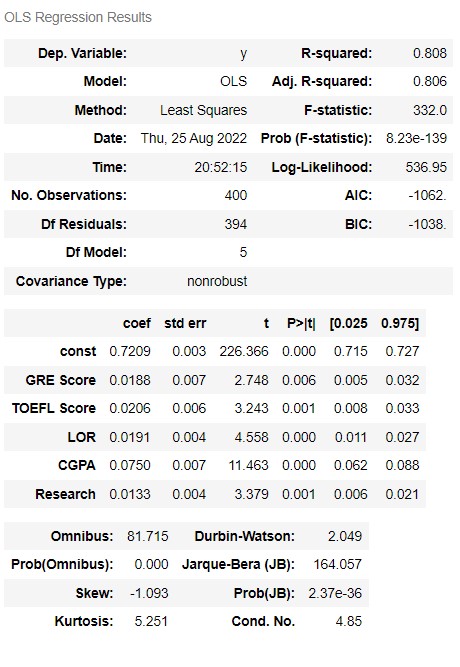 OLS Regression Results
Dep. Variable: y R-squared: 0.808
Model: OLS Adj. R-squared: 0.806
Method: Least Squares F-statistic: 332.0
Date: Thu, 25 Aug 2022 Prob (F-statistic): 8.23e-139
Time: 20:52:15 Log-Likelihood: 536.95
No. Observations: 400 AIC: -1062.
Df Residuals: 394 BIC: -1038.
Df Model: 5
Covariance Type: nonrobust
coef std err t P>|t| [0.025 0.975]
const 0.7209 0.003 226.366 0.000 0.715 0.727
GRE Score 0.0188 0.007 2.748 0.006 0.005 0.032
TOEFL Score 0.0206 0.006 3.243 0.001 0.008 0.033
LOR 0.0191 0.004 4.558 0.000 0.011 0.027
CGPA 0.0750 0.007 11.463 0.000 0.062 0.088
Research 0.0133 0.004 3.379 0.001 0.006 0.021
Omnibus: 81.715 Durbin-Watson: 2.049
Prob(Omnibus): 0.000 Jarque-Bera (JB): 164.057
Skew: -1.093 Prob(JB): 2.37e-36
Kurtosis: 5.251 Cond. No. 4.85